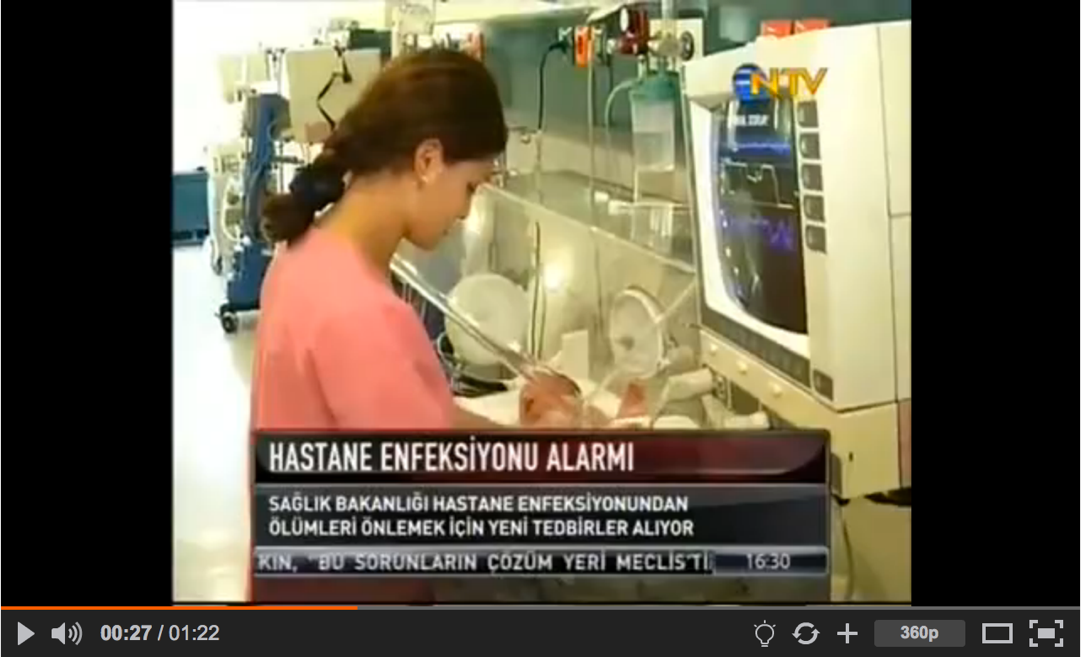 NTV
HASTANE ENFEKSİYONU ALARMI
SAĞLIK BAKANLIĞI HASTANE ENFEKSİYONUNDAN
ÖLÜMLERİ ÖNLEMEK İÇİN YENİ TEDBİRLER ALIYOR
KIN, "BU SORUNLARIN ÇÖZÜM YERİ MECLİS'Tİ 16:30
00:27 / 01:22 360p